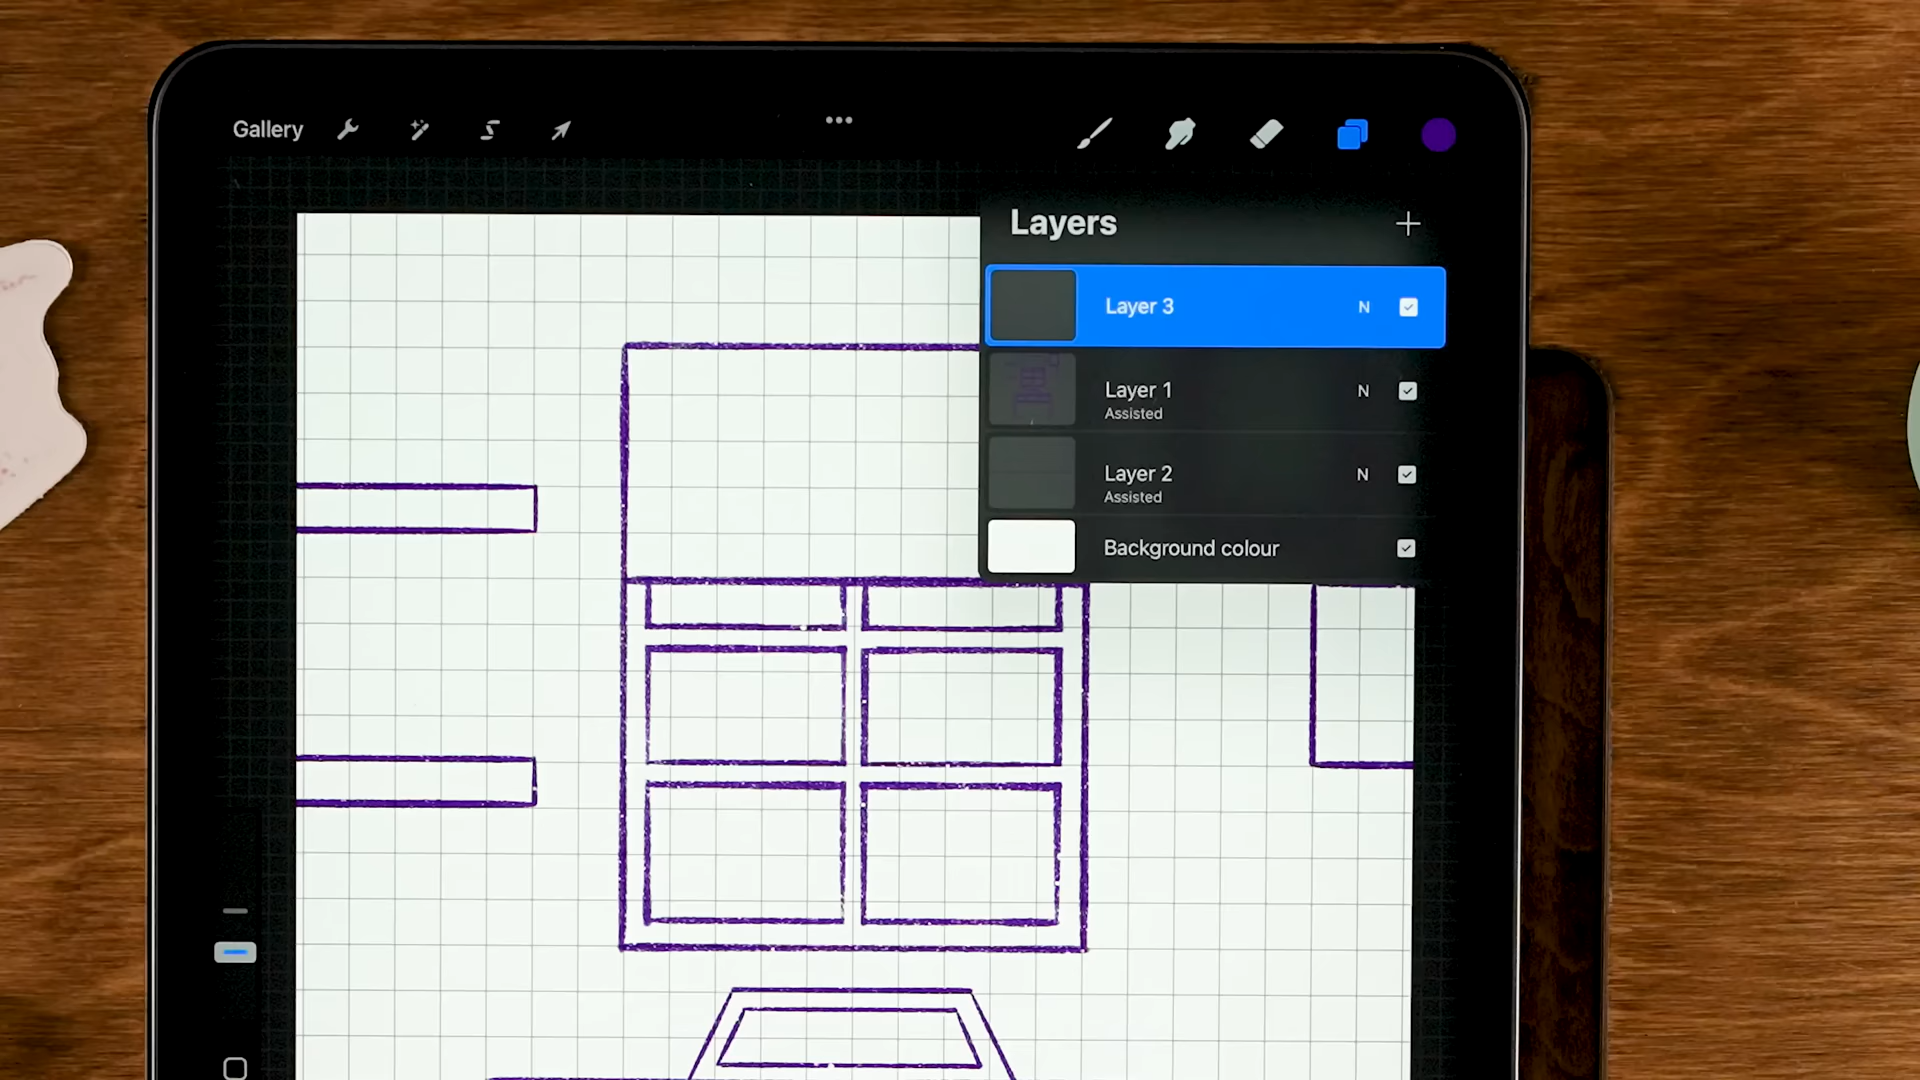 Gallery
Layers
Layer 3 N
Layer 1 N
Assisted
Layer 2 N
Assisted
Background colour